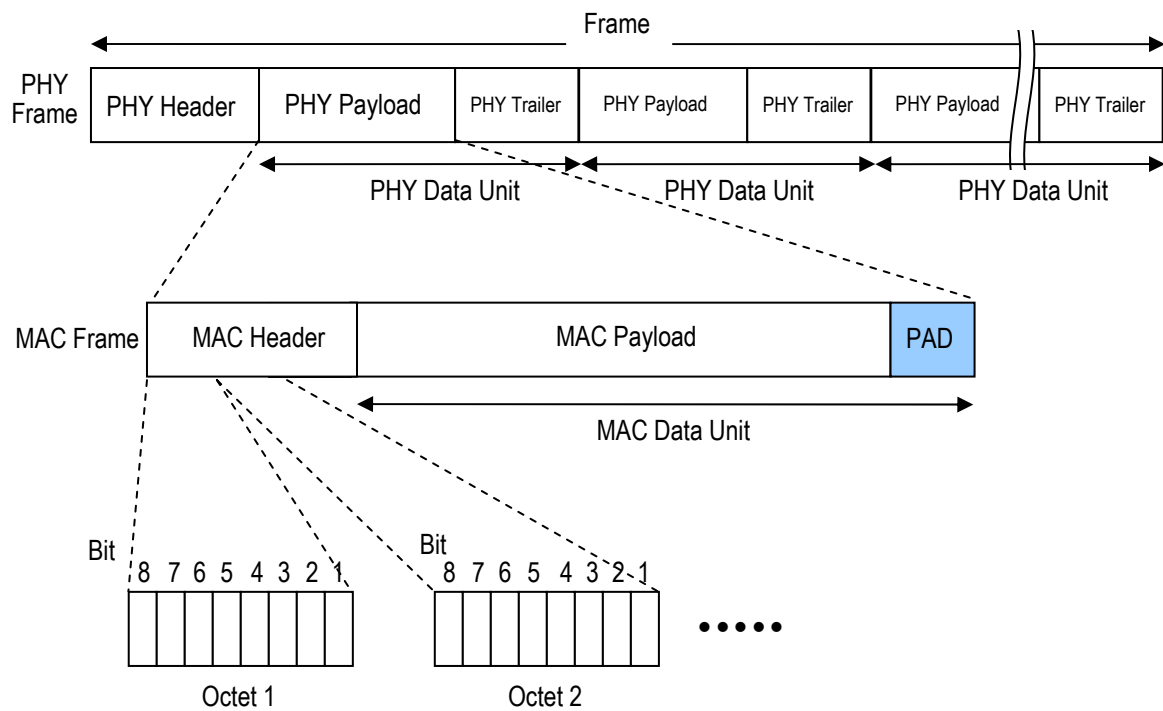 Frame
PHY
Frame
PHY Header
PHY Payload
PHY Trailer
PHY Payload
PHY Trailer
PHY Payload
PHY Trailer
PHY Data Unit
PHY Data Unit
PHY Data Unit
MAC Frame
MAC Header
MAC Payload
PAD
MAC Data Unit
Bit
8 7 6 5 4 3 2 1
Bit
8 7 6 5 4 3 2 1
•••••
Octet 1
Octet 2